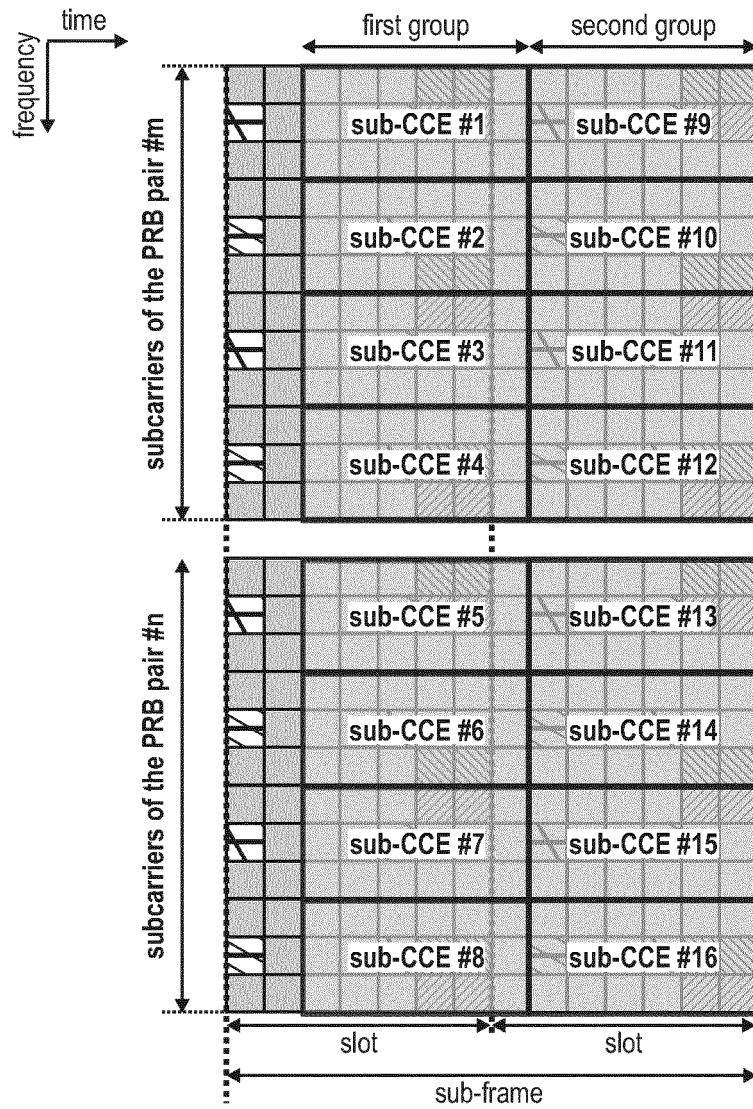 time
first group
second group
frequency
subcarriers of the PRB pair #m
sub-CCE #1
sub-CCE #9
sub-CCE #2
sub-CCE #10
sub-CCE #3
sub-CCE #11
sub-CCE #4
sub-CCE #12
subcarriers of the PRB pair #n
sub-CCE #5
sub-CCE #13
sub-CCE #6
sub-CCE #14
sub-CCE #7
sub-CCE #15
sub-CCE #8
sub-CCE #16
slot
slot
sub-frame